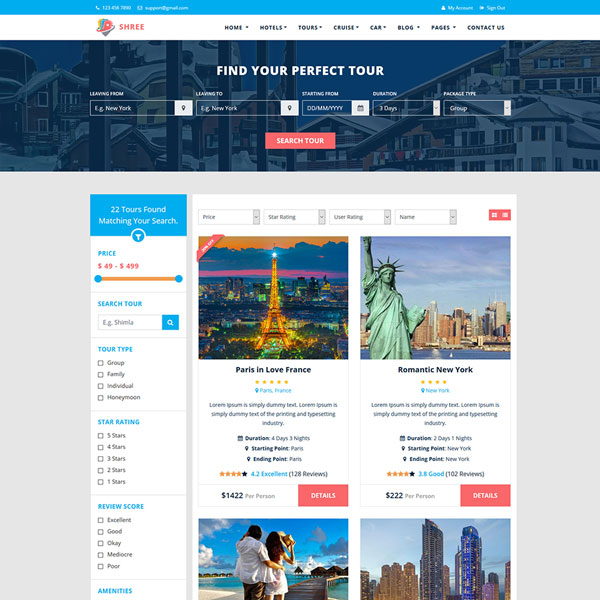 123 456 7890 support@gmail.com My Account Sign Out
SHREE HOME HOTELS TOURS CRUISE CAR BLOG PAGES CONTACT US
FIND YOUR PERFECT TOUR
LEAVING FROM LEAVING TO STARTING FROM DURATION PACKAGE TYPE
E.g. New York E.g. New York DD/MM/YYYY 3 Days Group
SEARCH TOUR
22 Tours Found
Matching Your Search.
PRICE
$ 49 - $ 499
SEARCH TOUR
E.g. Shimla
TOUR TYPE
Group
Family
Individual
Honeymoon
STAR RATING
5 Stars
4 Stars
3 Stars
2 Stars
1 Stars
REVIEW SCORE
Excellent
Good
Okay
Mediocre
Poor
AMENITIES
Price Star Rating User Rating Name
Paris in Love France
Paris, France
Lorem Ipsum is simply dummy text. Lorem Ipsum is
simply dummy text of the printing and typesetting
industry.
Duration: 4 Days 3 Nights
Starting Point: Paris
Ending Point: Paris
4.2 Excellent (128 Reviews)
$1422 Per Person DETAILS
Romantic New York
New York
Lorem Ipsum is simply dummy text. Lorem Ipsum is
simply dummy text of the printing and typesetting
industry.
Duration: 2 Days 1 Nights
Starting Point: New York
Ending Point: New York
3.8 Good (102 Reviews)
$222 Per Person DETAILS